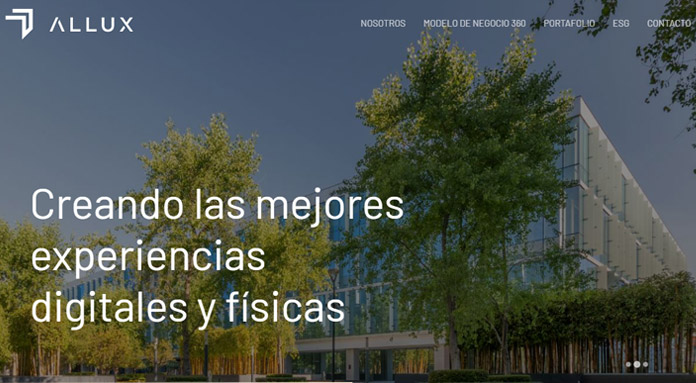 ALLUX
NOSOTROS MODELO DE NEGOCIO 360 PORTAFOLIO ESG CONTACTO
Creando las mejores
experiencias
digitales y físicas